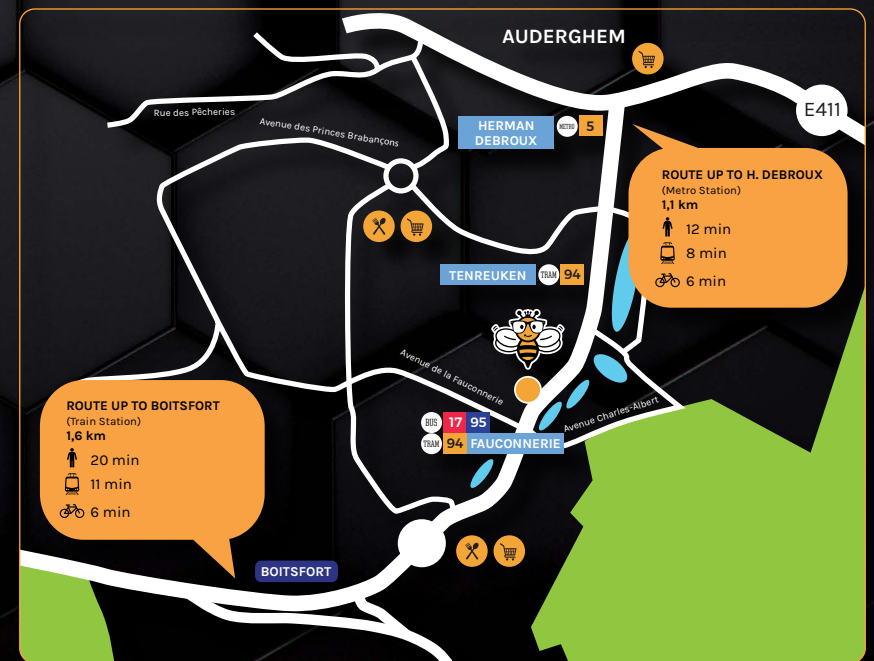 AUDERGHEM
E411
Rue des Pêcheries
Avenue des Princes Brabançons
HERMAN
DEBROUX
METRO
5
ROUTE UP TO H. DEBROUX
(Metro Station)
1,1 km
12 min
8 min
6 min
TENREUKEN
TRAM
94
Avenue de la Fauconnerie
Avenue Charles-Albert
BUS 17 95
TRAM 94 FAUCONNERIE
ROUTE UP TO BOITSFORT
(Train Station)
1,6 km
20 min
11 min
6 min
BOITSFORT